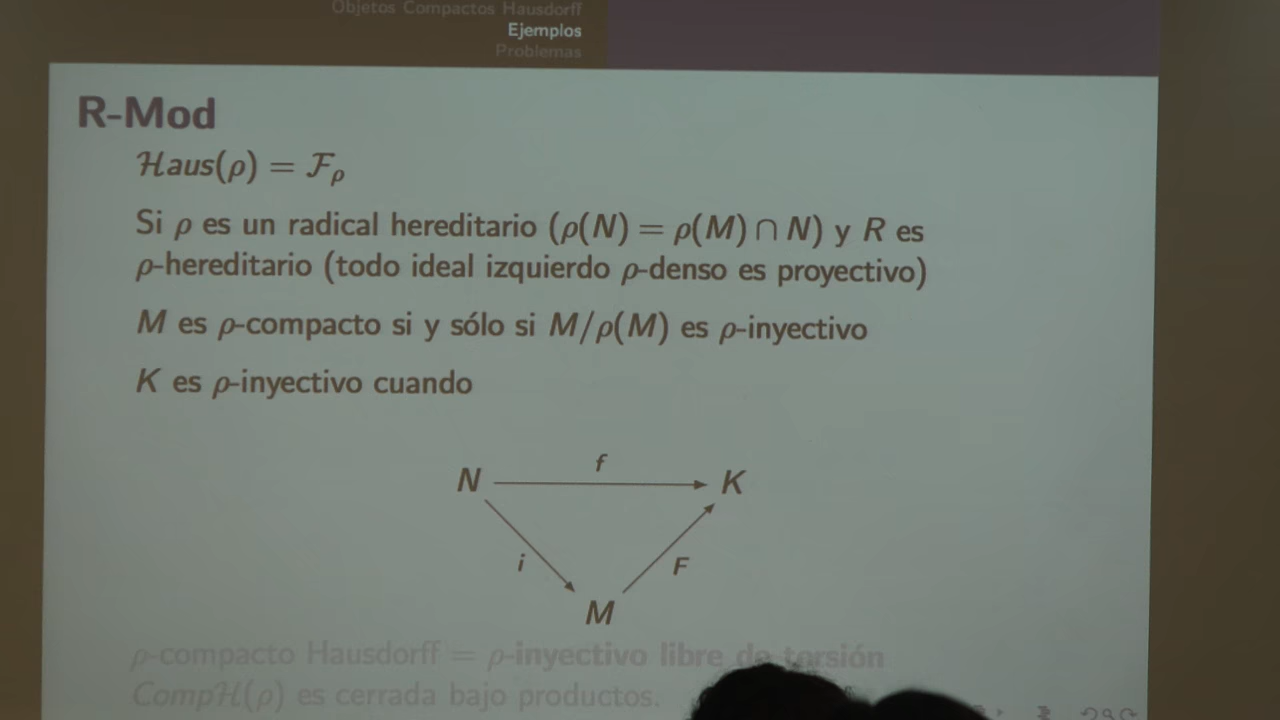 Objetos Compactos Hausdorff
Ejemplos
Problemas
R-Mod
ℋaus(ρ) = ℱρ
Si ρ es un radical hereditario (ρ(N) = ρ(M) ∩ N) y R es
ρ-hereditario (todo ideal izquierdo ρ-denso es proyectivo)
M es ρ-compacto si y sólo si M/ρ(M) es ρ-inyectivo
K es ρ-inyectivo cuando
N f K
i F
M
ρ-compacto Hausdorff = ρ-inyectivo libre de torsión
Compℋ(ρ) es cerrada bajo productos.